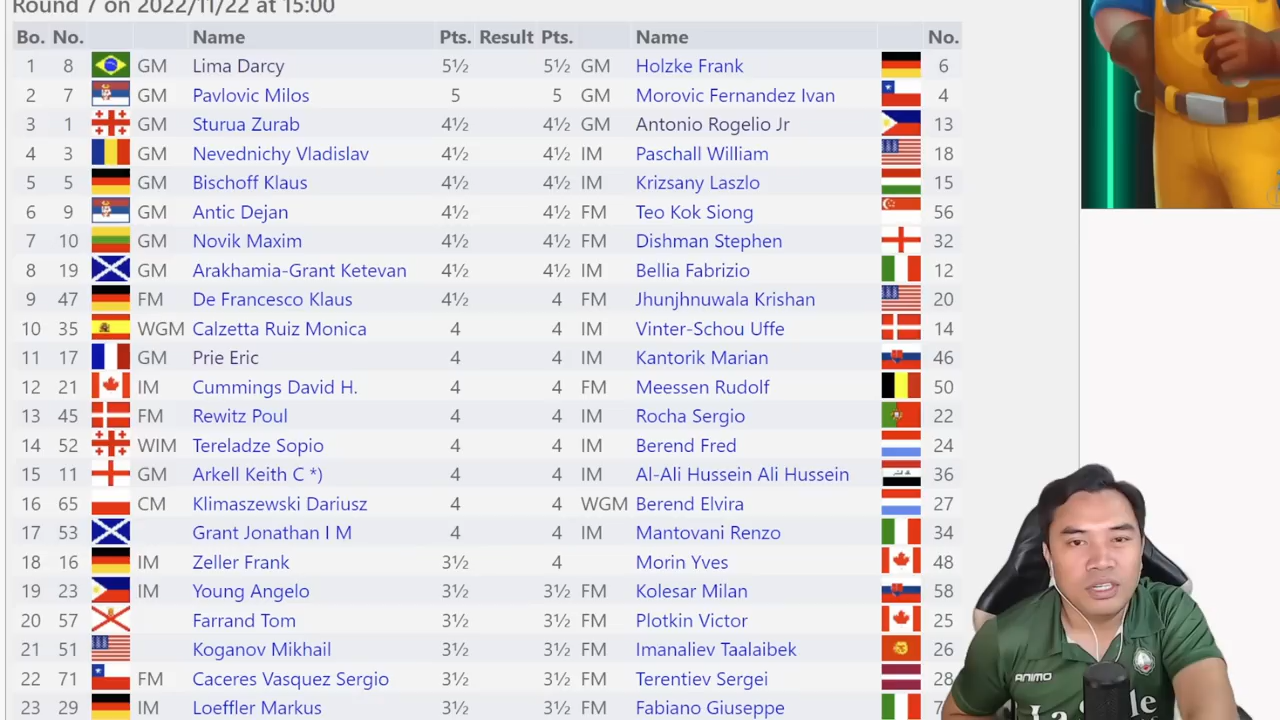 Round 7 on 2022/11/22 at 15:00
Bo. No. Name Pts. Result Pts. Name No.
1 8 GM Lima Darcy 5½ 5½ GM Holzke Frank 6
2 7 GM Pavlovic Milos 5 5 GM Morovic Fernandez Ivan 4
3 1 GM Sturua Zurab 4½ 4½ GM Antonio Rogelio Jr 13
4 3 GM Nevednichy Vladislav 4½ 4½ IM Paschall William 18
5 5 GM Bischoff Klaus 4½ 4½ IM Krizsany Laszlo 15
6 9 GM Antic Dejan 4½ 4½ FM Teo Kok Siong 56
7 10 GM Novik Maxim 4½ 4½ FM Dishman Stephen 32
8 19 GM Arakhamia-Grant Ketevan 4½ 4½ IM Bellia Fabrizio 12
9 47 FM De Francesco Klaus 4½ 4 FM Jhunjhnuwala Krishan 20
10 35 WGM Calzetta Ruiz Monica 4 4 IM Vinter-Schou Uffe 14
11 17 GM Prie Eric 4 4 IM Kantorik Marian 46
12 21 IM Cummings David H. 4 4 FM Meessen Rudolf 50
13 45 FM Rewitz Poul 4 4 IM Rocha Sergio 22
14 52 WIM Tereladze Sopio 4 4 IM Berend Fred 24
15 11 GM Arkell Keith C *) 4 4 IM Al-Ali Hussein Ali Hussein 36
16 65 CM Klimaszewski Dariusz 4 4 WGM Berend Elvira 27
17 53 Grant Jonathan I M 4 4 IM Mantovani Renzo 34
18 16 IM Zeller Frank 3½ 4 Morin Yves 48
19 23 IM Young Angelo 3½ 3½ FM Kolesar Milan 58
20 57 Farrand Tom 3½ 3½ FM Plotkin Victor 25
21 51 Koganov Mikhail 3½ 3½ FM Imanaliev Taalaibek 26
22 71 FM Caceres Vasquez Sergio 3½ 3½ FM Terentiev Sergei 28
23 29 IM Loeffler Markus 3½ 3½ FM Fabiano Giuseppe 7
ANIMO